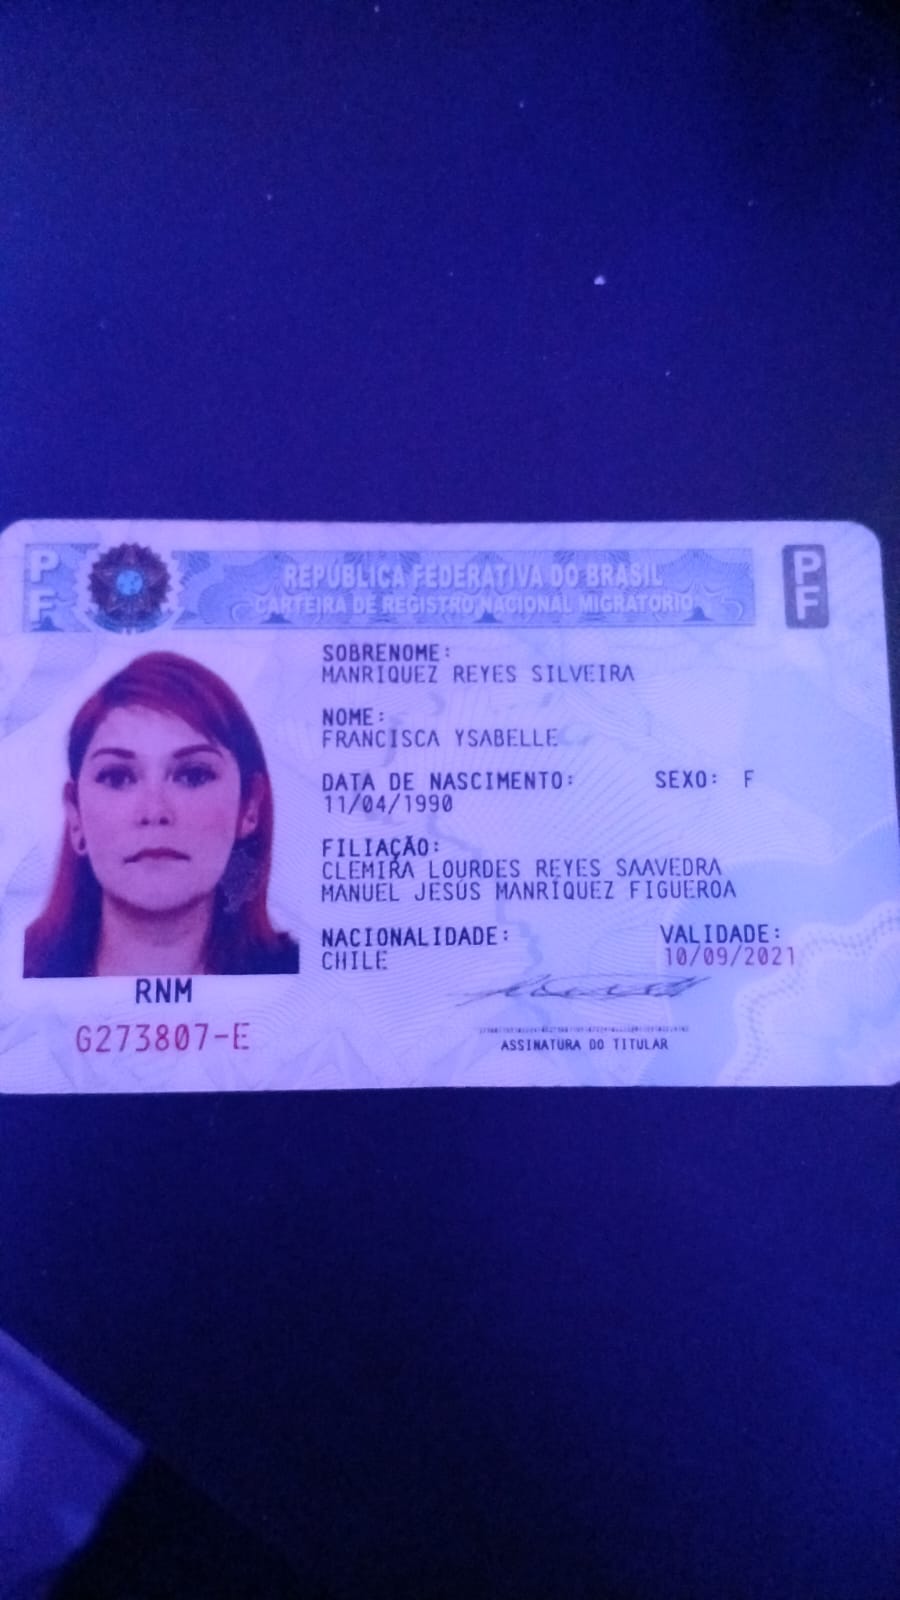 PF
REPÚBLICA FEDERATIVA DO BRASIL
CARTEIRA DE REGISTRO NACIONAL MIGRATÓRIO
PF
SOBRENOME:
MANRIQUEZ REYES SILVEIRA
NOME:
FRANCISCA YSABELLE
DATA DE NASCIMENTO: SEXO: F
11/04/1990
FILIAÇÃO:
CLEMIRA LOURDES REYES SAAVEDRA
MANUEL JESÚS MANRÍQUEZ FIGUEROA
NACIONALIDADE: VALIDADE:
CHILE 10/09/2021
RNM
G273807-E
ASSINATURA DO TITULAR